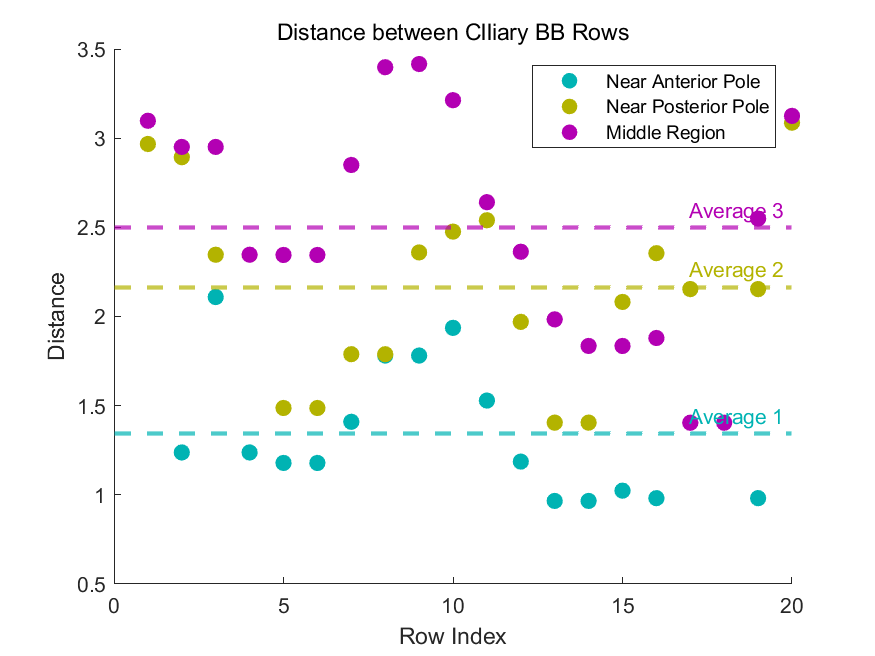 Distance between CIliary BB Rows
3.5
3
2.5
2
1.5
1
0.5
Distance
Near Anterior Pole
Near Posterior Pole
Middle Region
Average 3
Average 2
Average 1
0
5
10
15
20
Row Index